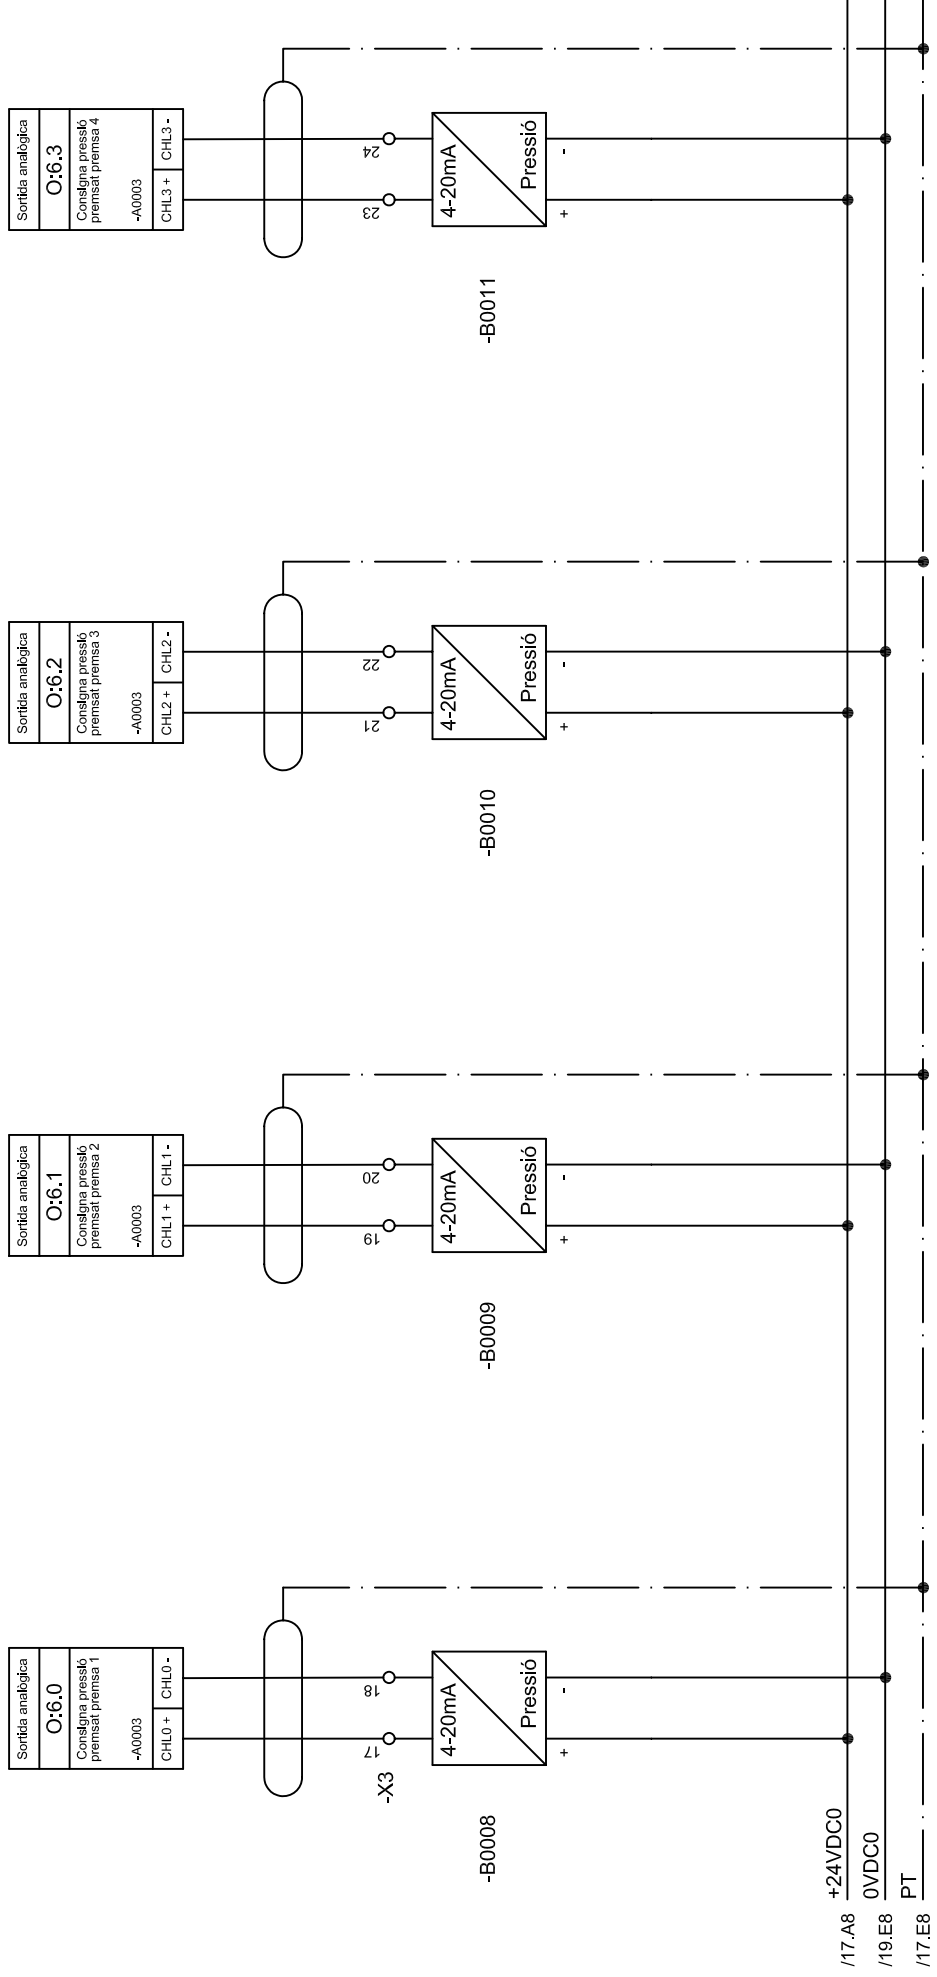 Sortida analògica
O:6.0
Consigna pressió
premsat premsa 1
-A0003
CHL0 +
CHL0 -
17
18
-X3
4-20mA
Pressió
+
-
-B0008
Sortida analògica
O:6.1
Consigna pressió
premsat premsa 2
-A0003
CHL1 +
CHL1 -
19
20
4-20mA
Pressió
+
-
-B0009
Sortida analògica
O:6.2
Consigna pressió
premsat premsa 3
-A0003
CHL2 +
CHL2 -
21
22
4-20mA
Pressió
+
-
-B0010
Sortida analògica
O:6.3
Consigna pressió
premsat premsa 4
-A0003
CHL3 +
CHL3 -
23
24
4-20mA
Pressió
+
-
-B0011
/17.A8 +24VDC0
/19.E8 0VDC0
/17.E8 PT